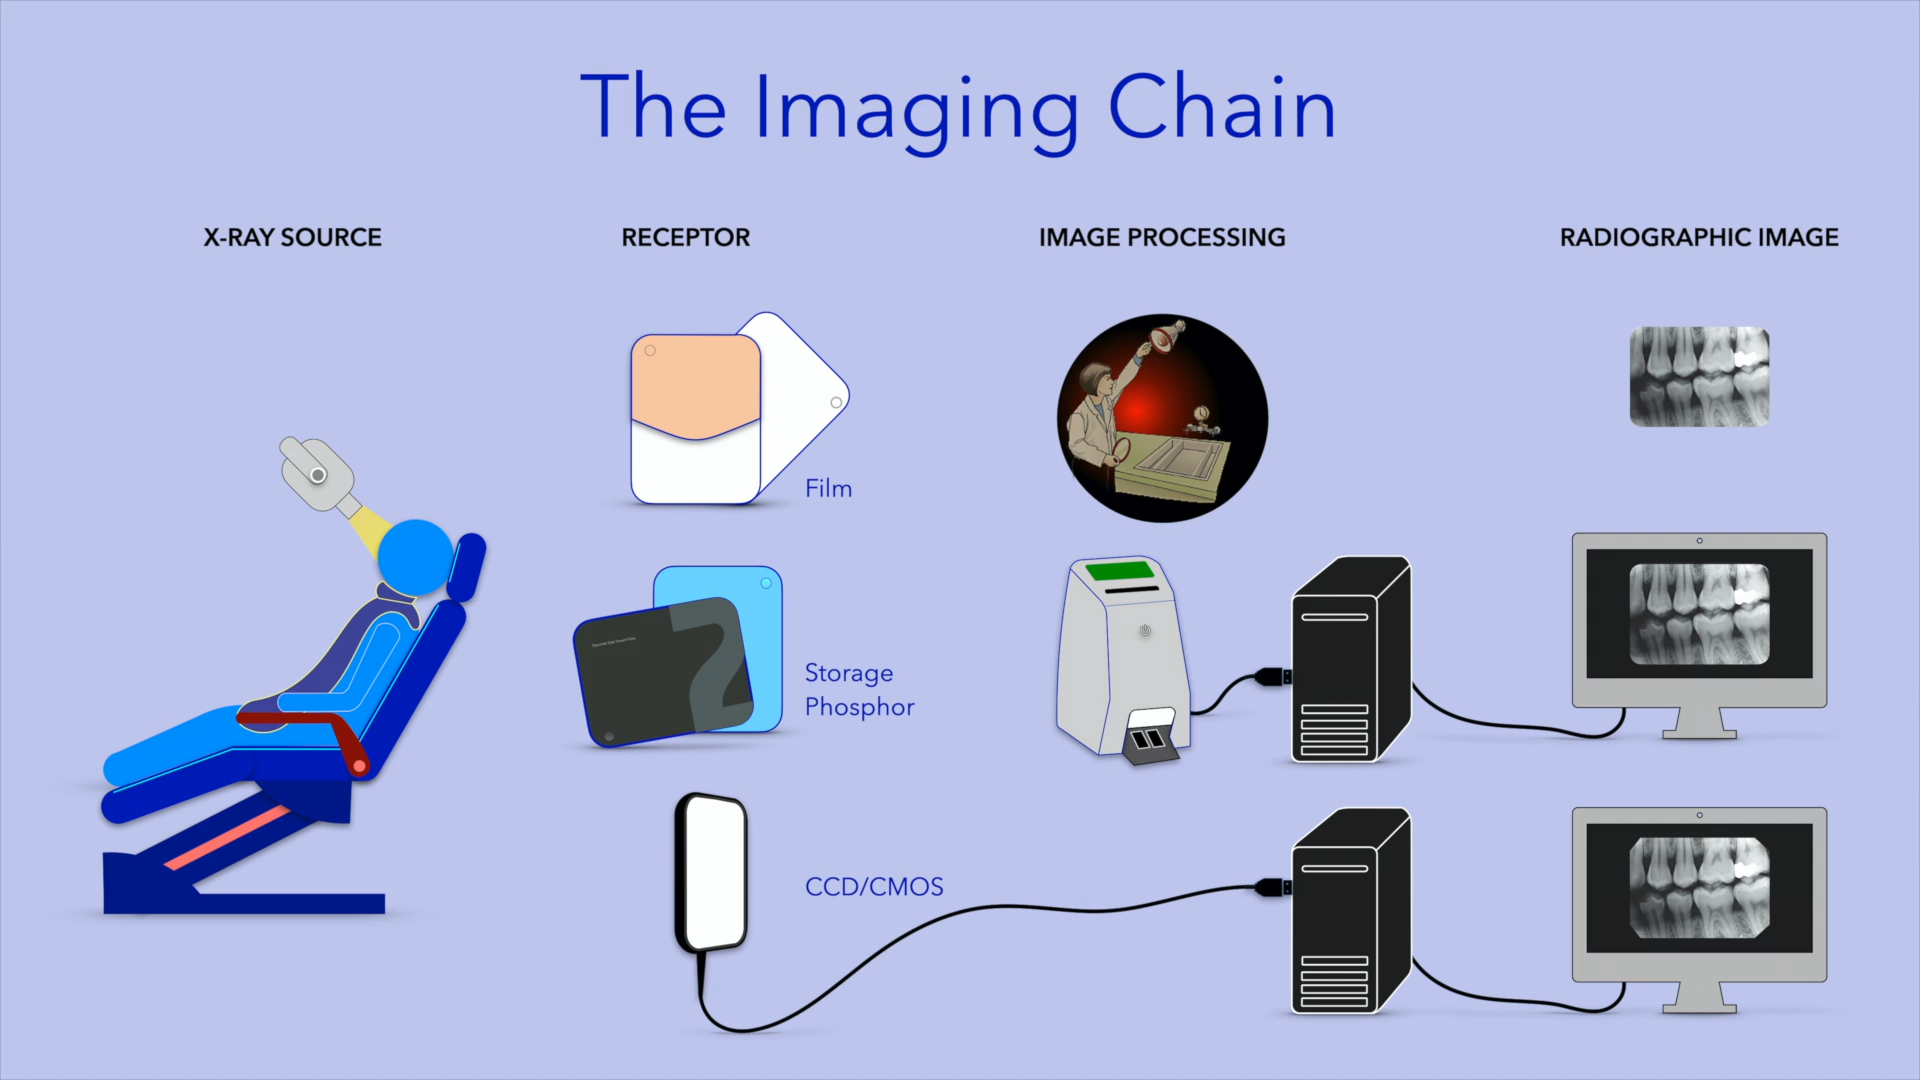 The Imaging Chain
X-RAY SOURCE
RECEPTOR
IMAGE PROCESSING
RADIOGRAPHIC IMAGE
Film
Storage
Phosphor
CCD/CMOS